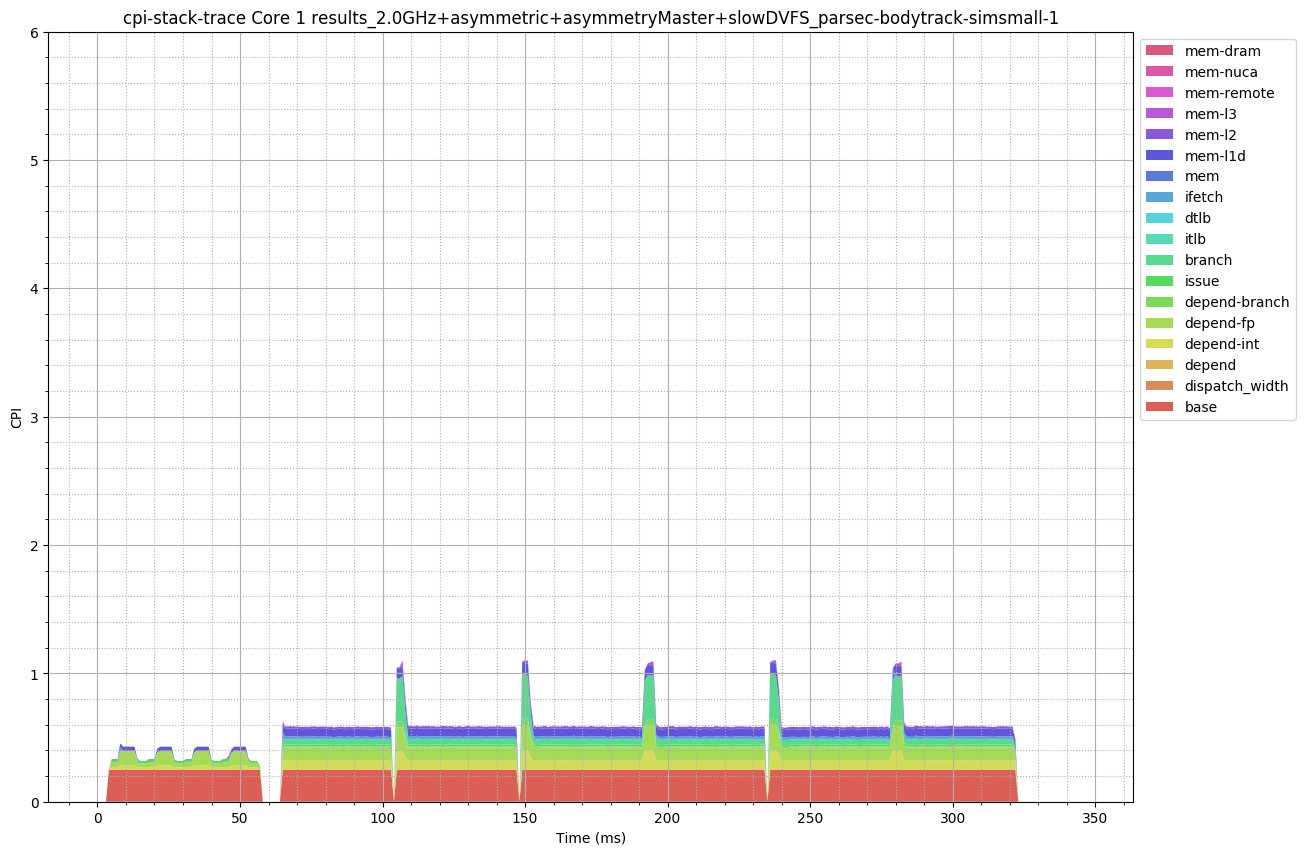 cpi-stack-trace Core 1 results_2.0GHz+asymmetric+asymmetryMaster+slowDVFS_parsec-bodytrack-simsmall-1
6
5
4
3
2
1
0
CPI
0
50
100
150
200
250
300
350
Time (ms)
mem-dram
mem-nuca
mem-remote
mem-l3
mem-l2
mem-l1d
mem
ifetch
dtlb
itlb
branch
issue
depend-branch
depend-fp
depend-int
depend
dispatch_width
base